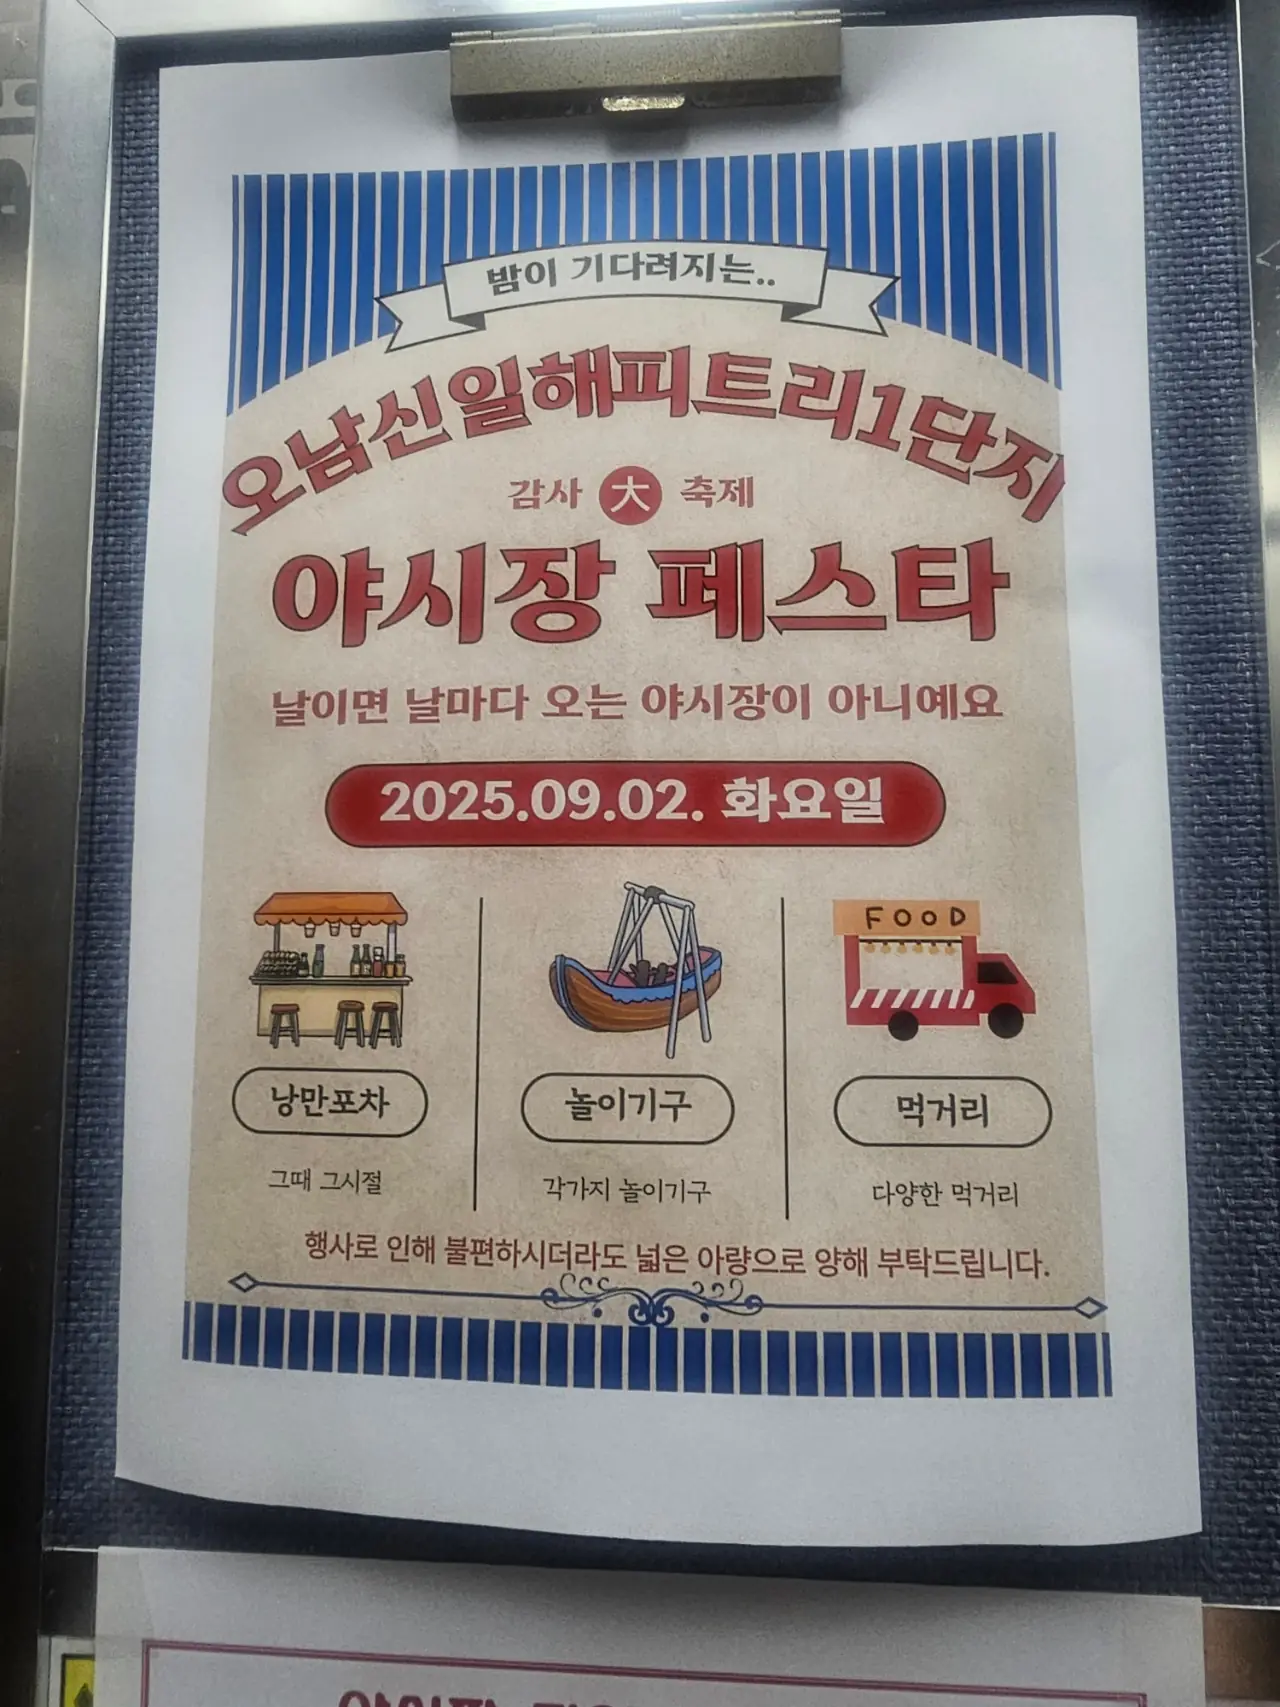 밤이 기다려지는..
오남신일해피트리1단지
감사 大 축제
야시장 페스타
날이면 날마다 오는 야시장이 아니예요
2025.09.02. 화요일
FOOD
낭만포차 놀이기구 먹거리
그때 그시절 각가지 놀이기구 다양한 먹거리
행사로 인해 불편하시더라도 넓은 아량으로 양해 부탁드립니다.